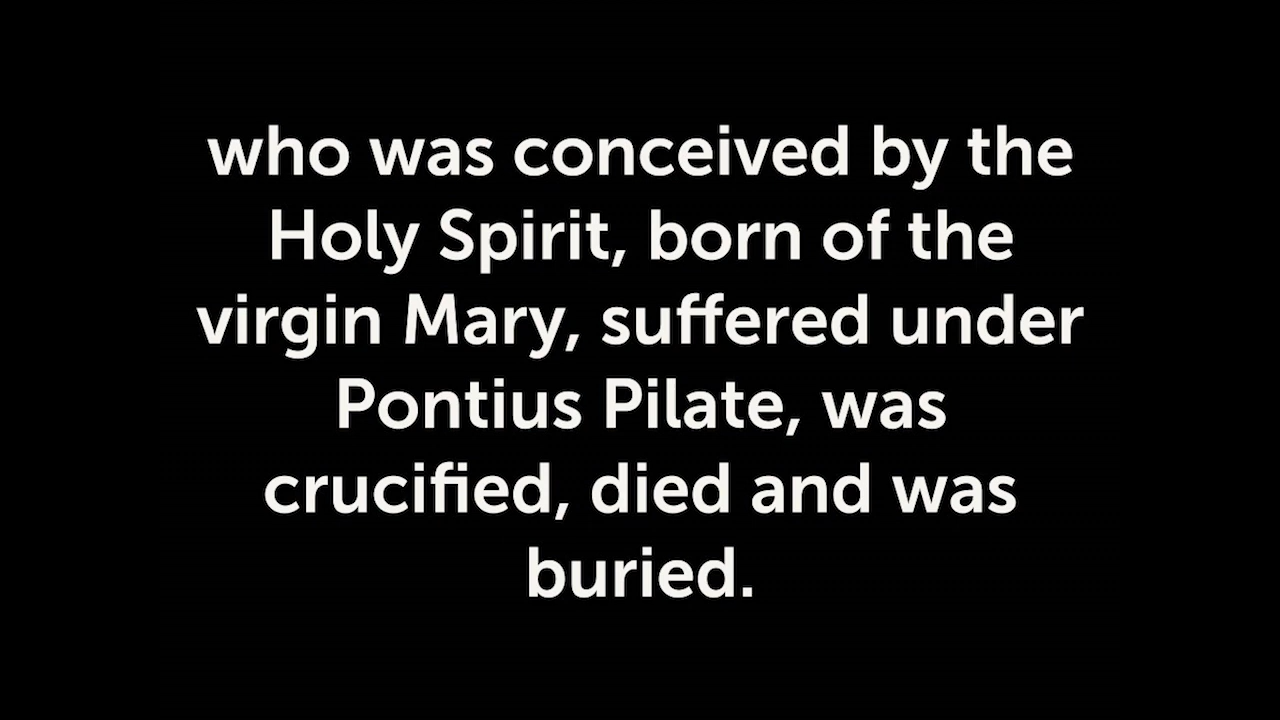 who was conceived by the
Holy Spirit, born of the
virgin Mary, suffered under
Pontius Pilate, was
crucified, died and was
buried.